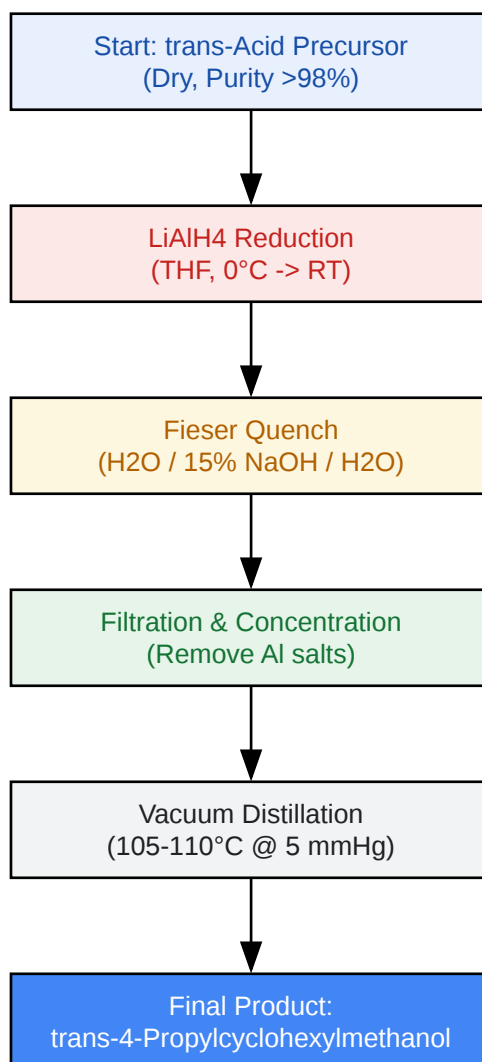 Start: trans-Acid Precursor
(Dry, Purity >98%)
LiAlH4 Reduction
(THF, 0°C -> RT)
Fieser Quench
(H2O / 15% NaOH / H2O)
Filtration & Concentration
(Remove Al salts)
Vacuum Distillation
(105-110°C @ 5 mmHg)
Final Product:
trans-4-Propylcyclohexylmethanol